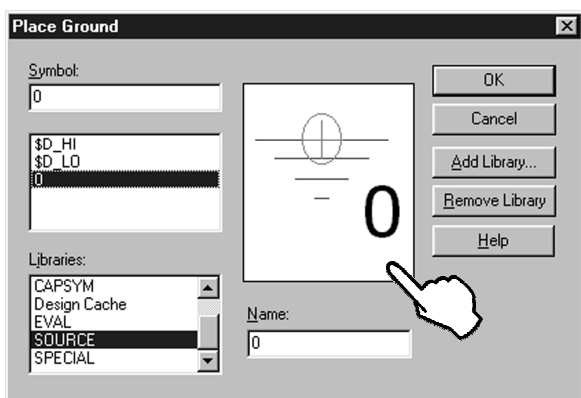 Place Ground
Symbol:
0
$D_HI
$D_LO
0
Libraries:
CAPSYM
Design Cache
EVAL
SOURCE
SPECIAL
0
Name:
0
OK
Cancel
Add Library...
Remove Library
Help